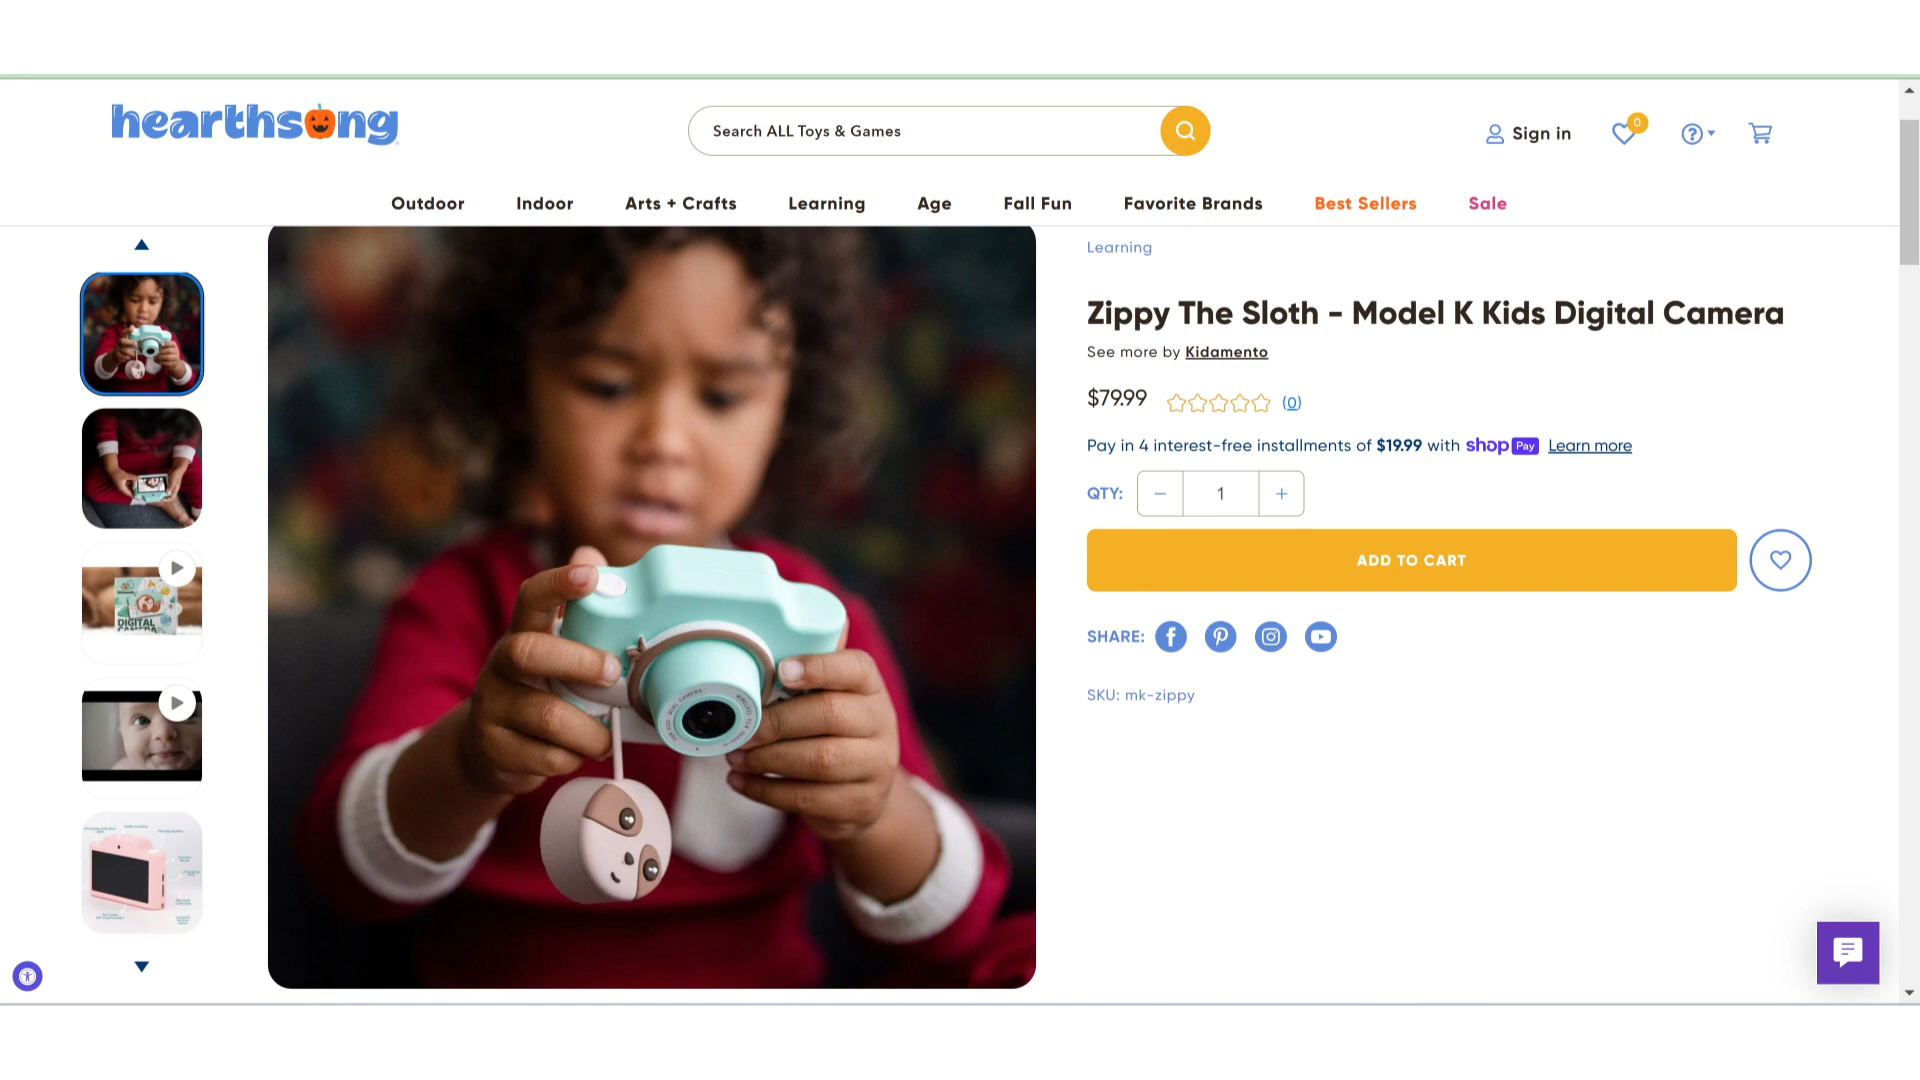 hearthsong
Search ALL Toys & Games
Sign in
0
Outdoor
Indoor
Arts + Crafts
Learning
Age
Fall Fun
Favorite Brands
Best Sellers
Sale
Learning
Zippy The Sloth - Model K Kids Digital Camera
See more by Kidamento
$79.99
(0)
Pay in 4 interest-free installments of $19.99 with shop Pay Learn more
QTY:
1
ADD TO CART
SHARE:
SKU: mk-zippy
DIGITAL
CAMERA